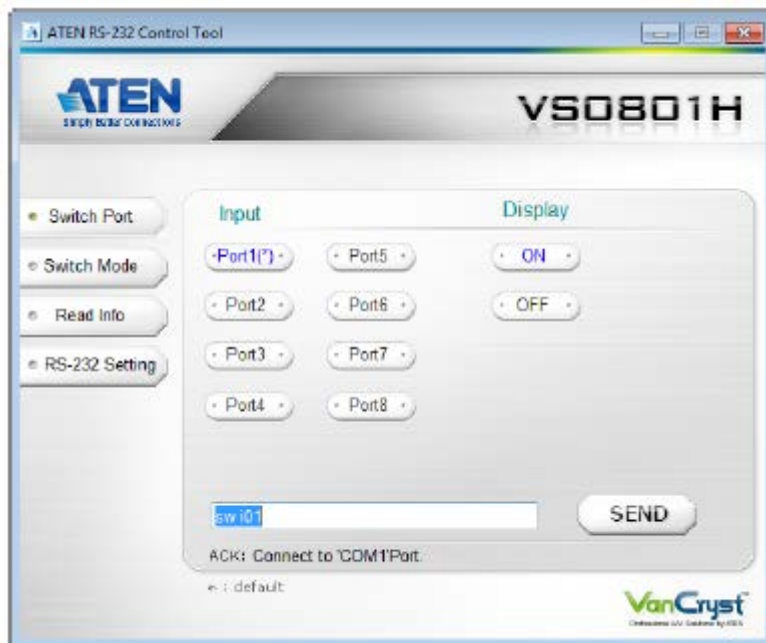 ATEN RS-232 Control Tool
ATEN
Simply Better Connections
VS0801H
Switch Port
Switch Mode
Read Info
RS-232 Setting
Input
Display
Port1(*)
Port5
ON
Port2
Port6
OFF
Port3
Port7
Port4
Port8
sw i01
SEND
ACK: Connect to 'COM1'Port.
* : default
VanCryst